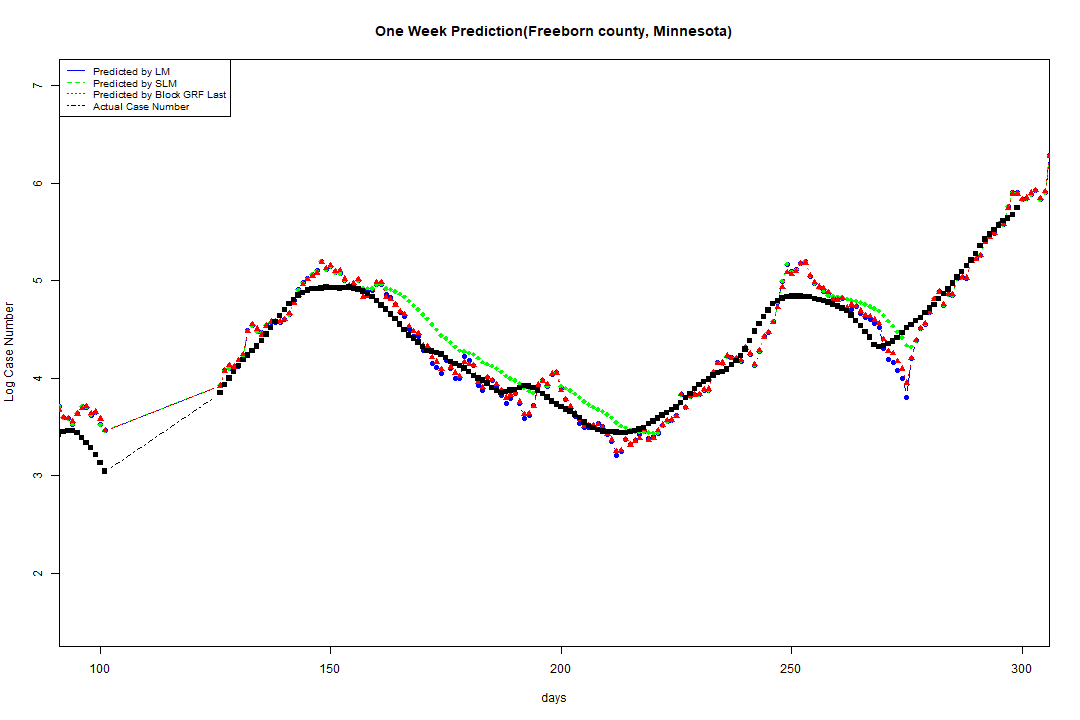 One Week Prediction(Freeborn county, Minnesota)
Predicted by LM
Predicted by SLM
Predicted by Block GRF Last
Actual Case Number
7
6
5
4
3
2
Log Case Number
100 150 200 250 300
days